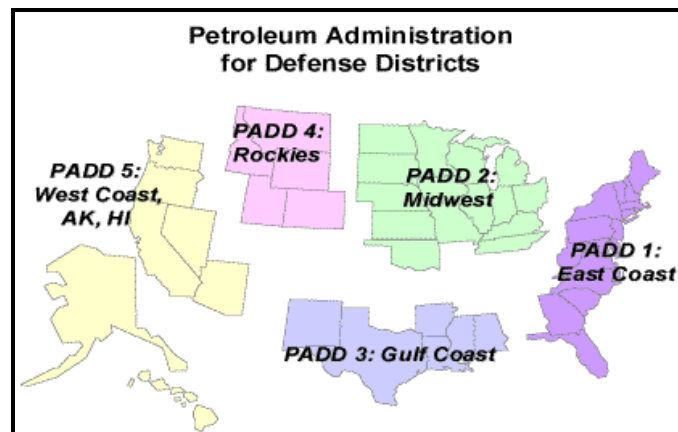 Petroleum Administration
for Defense Districts
PADD 4:
Rockies
PADD 5:
West Coast,
AK, HI
PADD 2:
Midwest
PADD 1:
East Coast
PADD 3: Gulf Coast